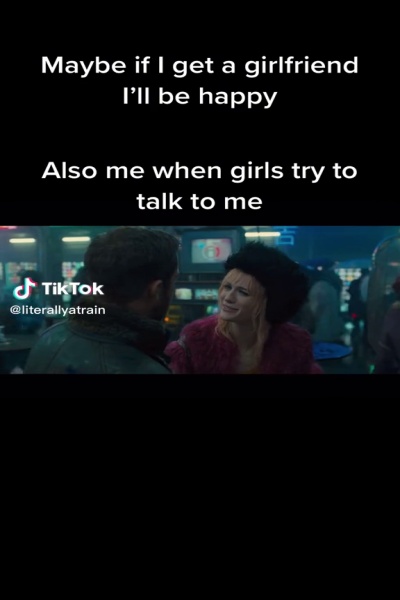 Maybe if I get a girlfriend
I'll be happy
Also me when girls try to
talk to me
TikTok
@literallyatrain